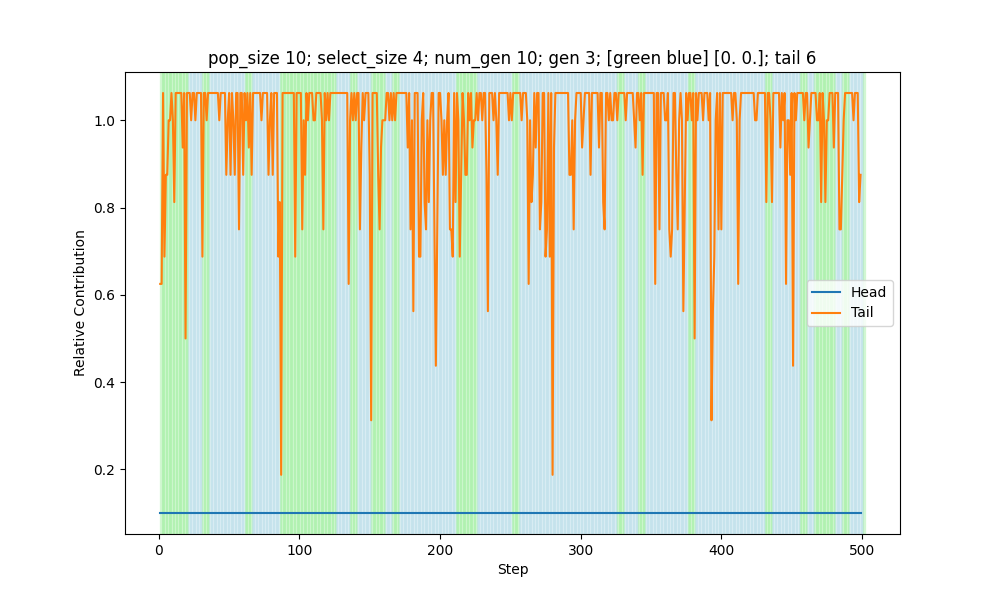 pop_size 10; select_size 4; num_gen 10; gen 3; [green blue] [0. 0.]; tail 6
1.0
0.8
0.6
0.4
0.2
Relative Contribution
Head
Tail
0
100
200
300
400
500
Step